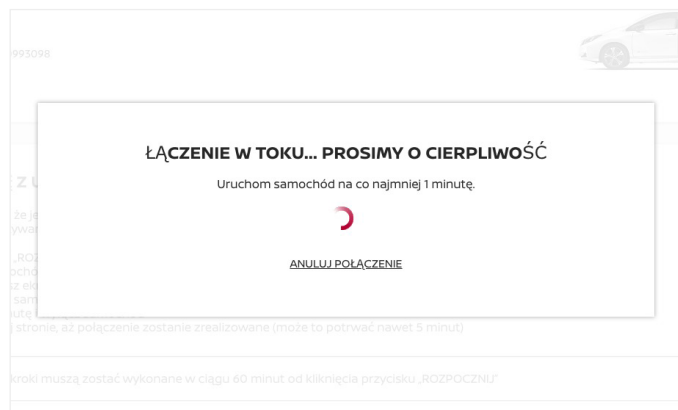 993098
ŁĄCZENIE W TOKU... PROSIMY O CIERPLIWOŚĆ
Uruchom samochód na co najmniej 1 minutę.
ANULUJ POŁĄCZENIE
stronie, aż połączenie zostanie zrealizowane (może to potrwać nawet 5 minut)
kroki muszą zostać wykonane w ciągu 60 minut od kliknięcia przycisku „ROZPOCZNIJ"